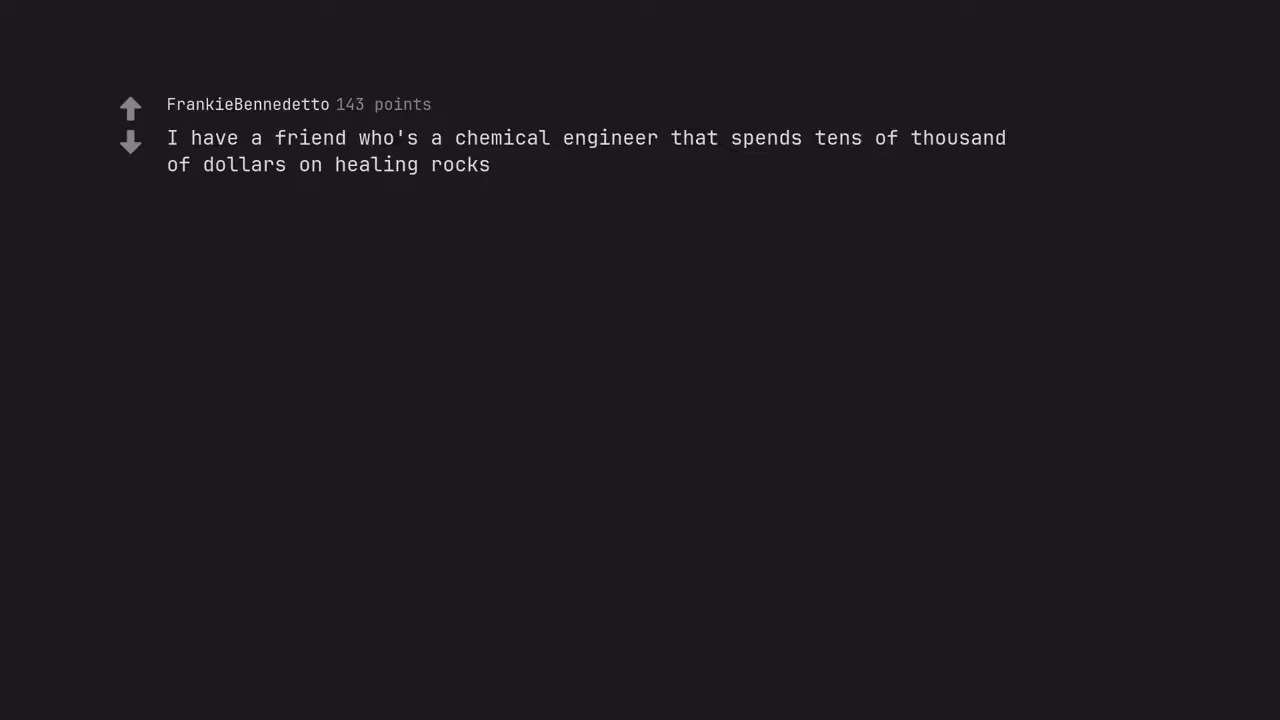 FrankieBennedetto 143 points
I have a friend who's a chemical engineer that spends tens of thousand
of dollars on healing rocks